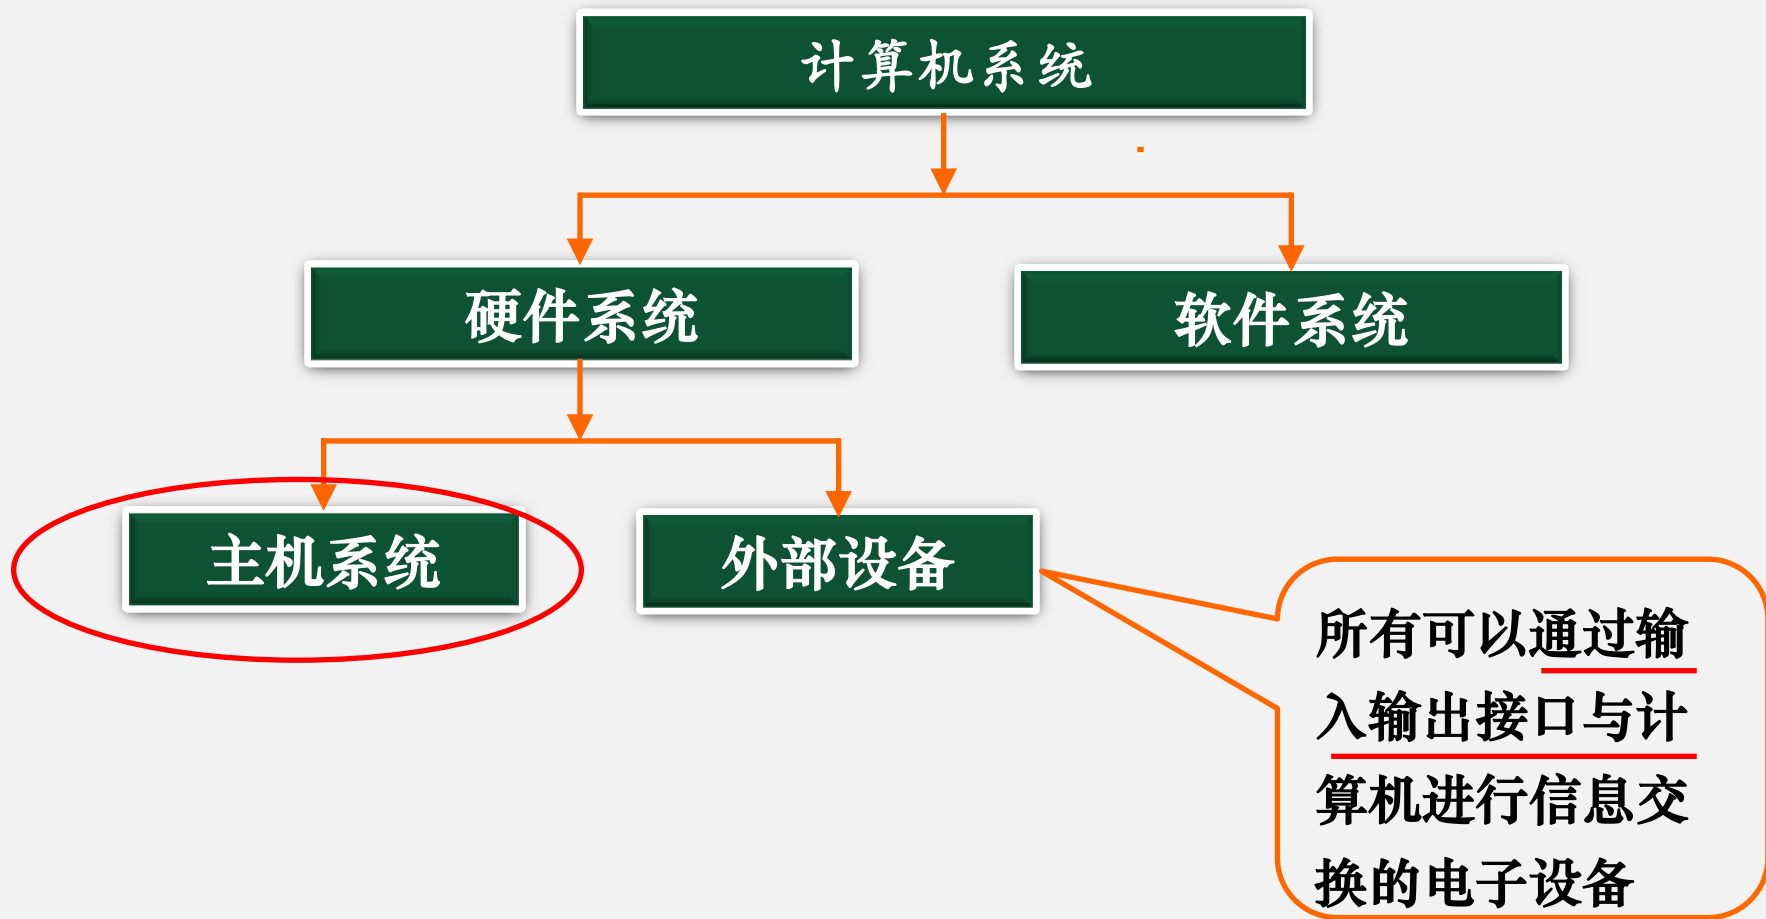 计算机系统
硬件系统
软件系统
主机系统
外部设备
所有可以通过输
入输出接口与计
算机进行信息交
换的电子设备